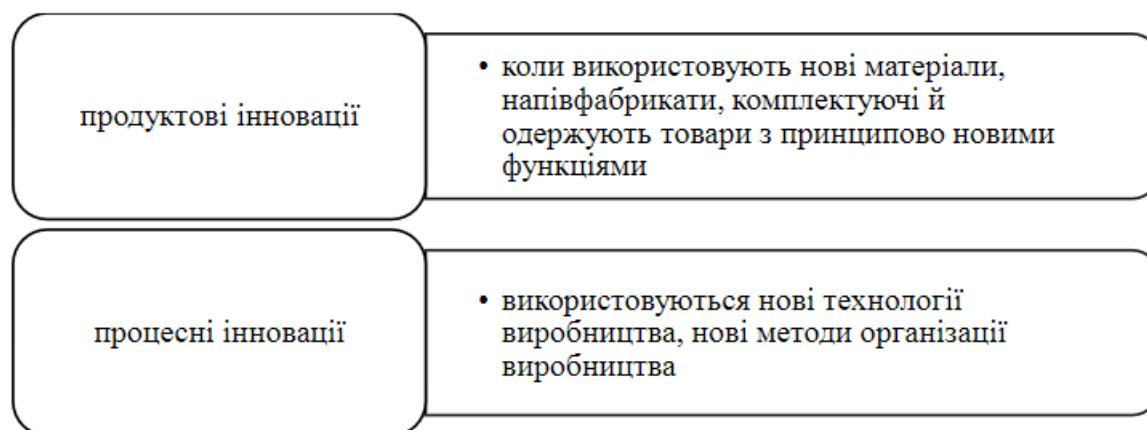 продуктові інновації
• коли використовують нові матеріали,
напівфабрикати, комплектуючі й
одержують товари з принципово новими
функціями
процесні інновації
• використовуються нові технології
виробництва, нові методи організації
виробництва